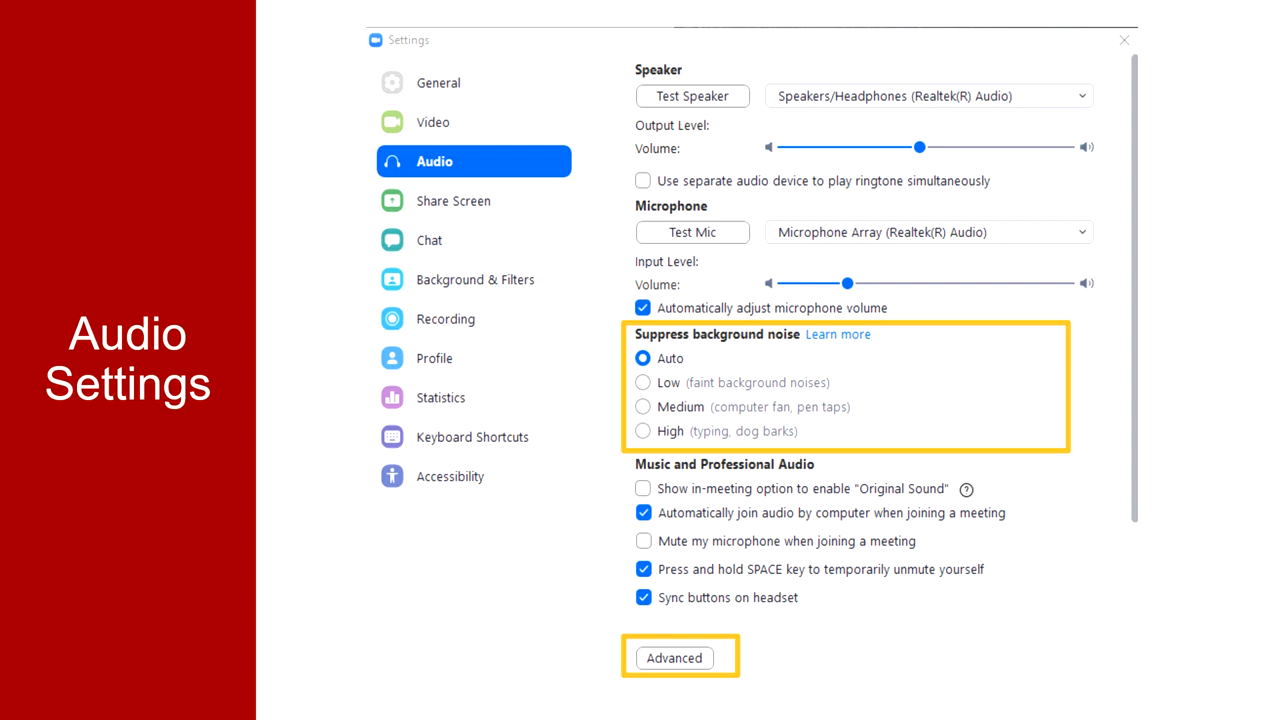 Audio
Settings
Settings
General
Video
Audio
Share Screen
Chat
Background & Filters
Recording
Profile
Statistics
Keyboard Shortcuts
Accessibility
Speaker
Test Speaker
Speakers/Headphones (Realtek(R) Audio)
Output Level:
Volume:
Use separate audio device to play ringtone simultaneously
Microphone
Test Mic
Microphone Array (Realtek(R) Audio)
Input Level:
Volume:
Automatically adjust microphone volume
Suppress background noise Learn more
Auto
Low (faint background noises)
Medium (computer fan, pen taps)
High (typing, dog barks)
Music and Professional Audio
Show in-meeting option to enable "Original Sound" ?
Automatically join audio by computer when joining a meeting
Mute my microphone when joining a meeting
Press and hold SPACE key to temporarily unmute yourself
Sync buttons on headset
Advanced